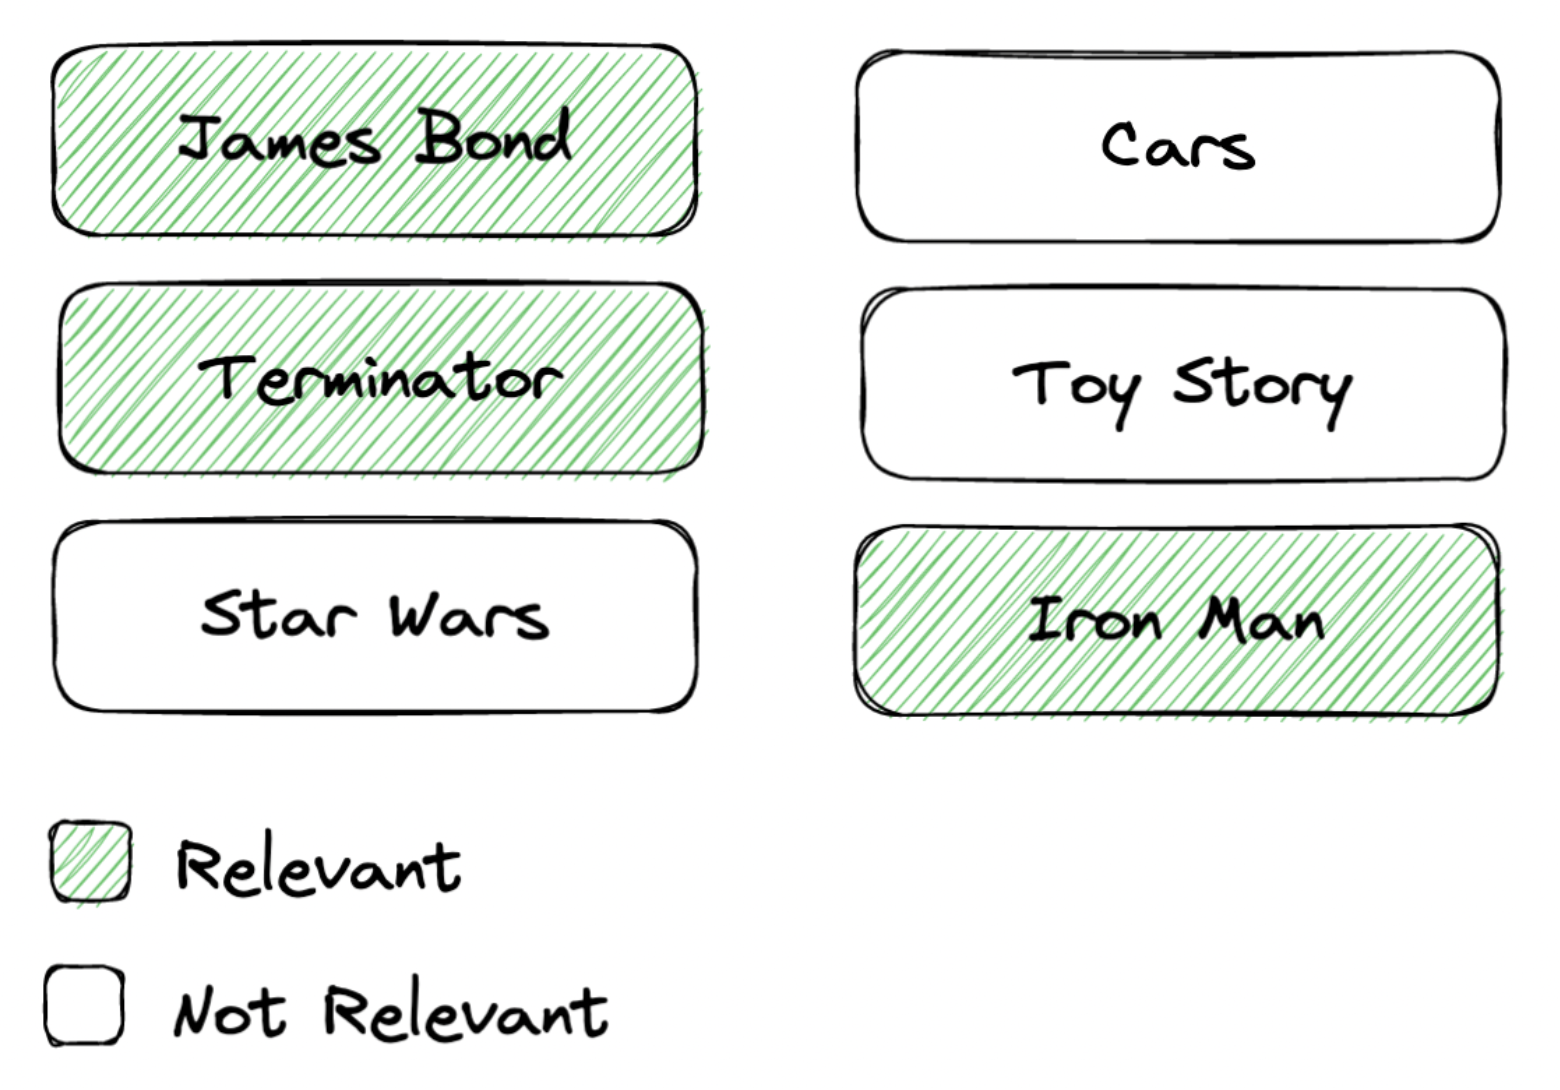 James Bond
Cars
Terminator
Toy Story
Star Wars
Iron Man
Relevant
Not Relevant